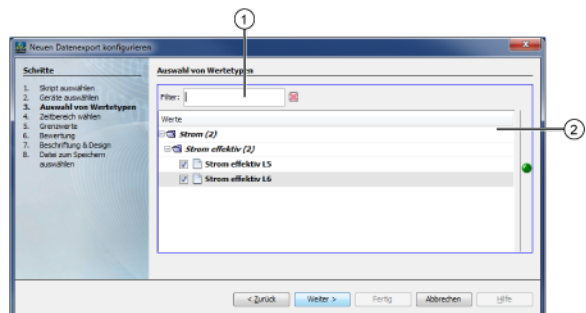 1
Neuen Datenexport konfigurieren
Schritte
1. Skript auswählen
2. Geräte auswählen
3. Auswahl von Wertetypen
4. Zeitbereich wählen
5. Grenzwerte
6. Bewertung
7. Beschriftung & Design
8. Datei zum Speichern
auswählen
Auswahl von Wertetypen
Filter:
Werte
2
Strom (2)
Strom effektiv (2)
Strom effektiv L5
Strom effektiv L6
< Zurück
Weiter >
Fertig
Abbrechen
Hilfe